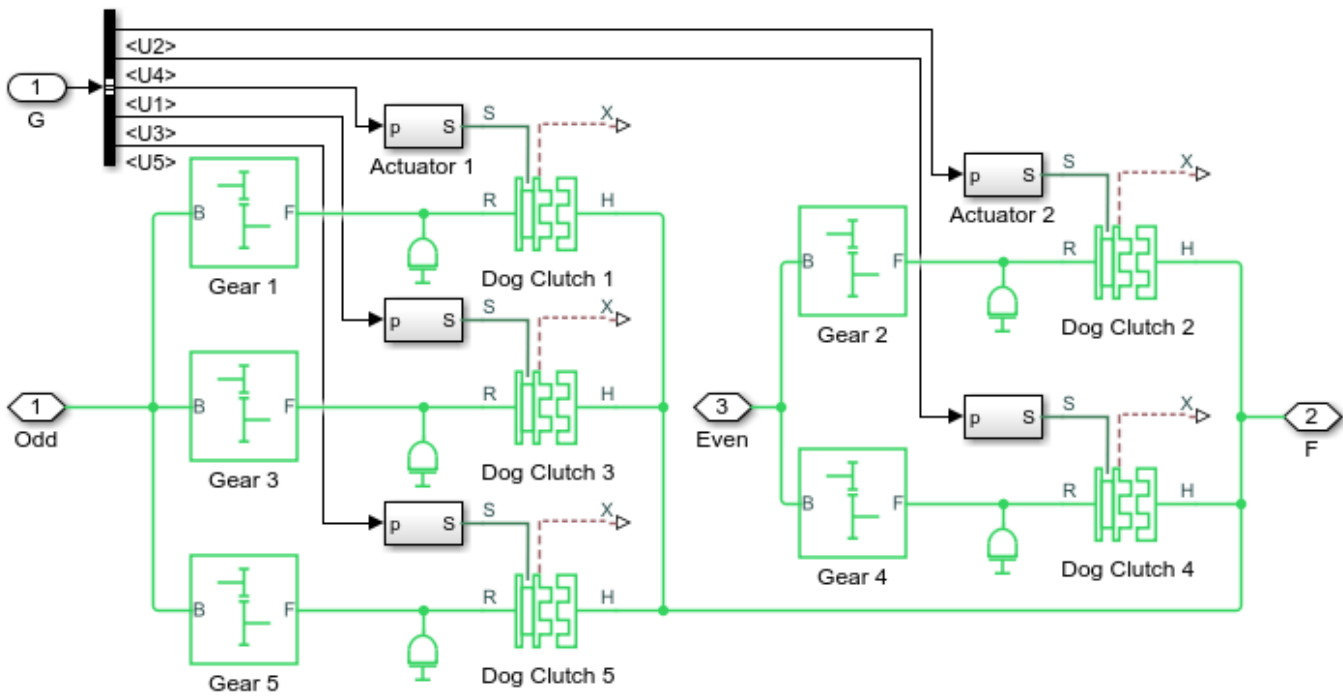 <U2>
<U4>
1
G
<U1>
<U3>
<U5>
p S
S
X
Actuator 1
B F
Gear 1
R H
Dog Clutch 1
p S
S
X
Actuator 2
B F
Gear 2
R H
Dog Clutch 2
p S
S
X
1
Odd
B F
Gear 3
R H
Dog Clutch 3
3
Even
p S
S
X
2
F
B F
Gear 4
R H
Dog Clutch 4
p S
S
X
B F
Gear 5
R H
Dog Clutch 5